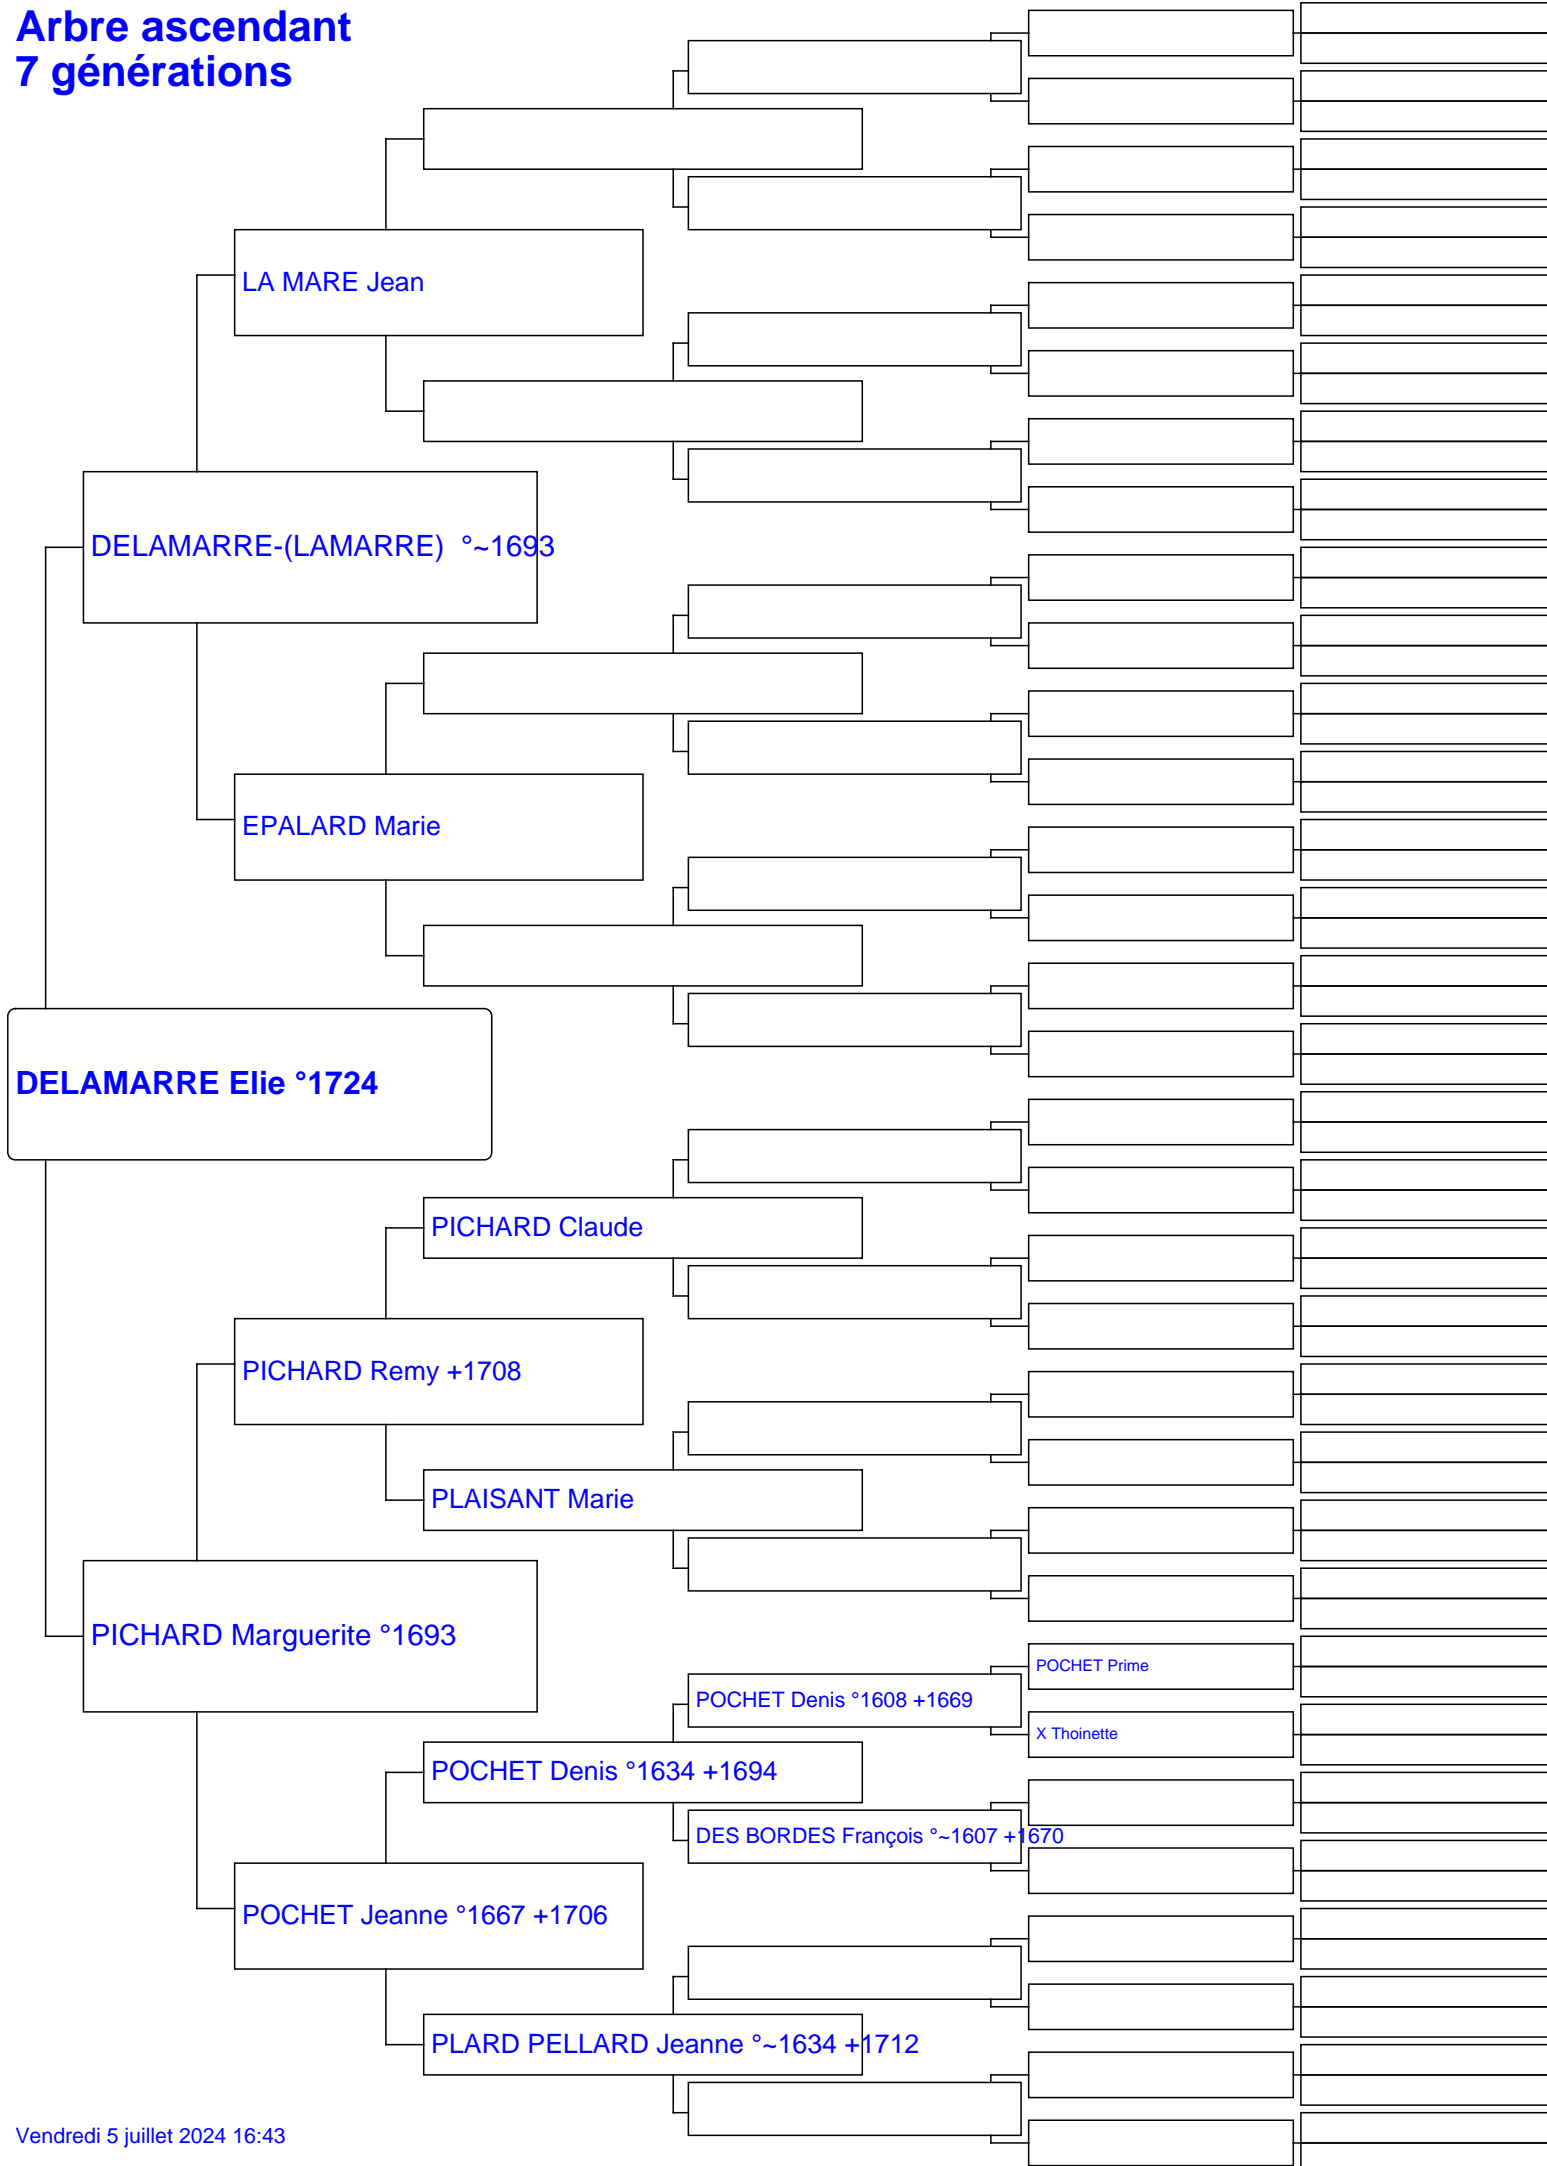 Arbre ascendant
7 générations
LA MARE Jean
DELAMARRE-(LAMARRE)  °~1693
EPALARD Marie
DELAMARRE Elie °1724
PICHARD Claude
PICHARD Remy +1708
PLAISANT Marie
PICHARD Marguerite °1693
POCHET Prime
POCHET Denis °1608 +1669
X Thoinette
POCHET Denis °1634 +1694
DES BORDES François °~1607 +1670
POCHET Jeanne °1667 +1706
PLARD PELLARD Jeanne °~1634 +1712
Vendredi 5 juillet 2024 16:43